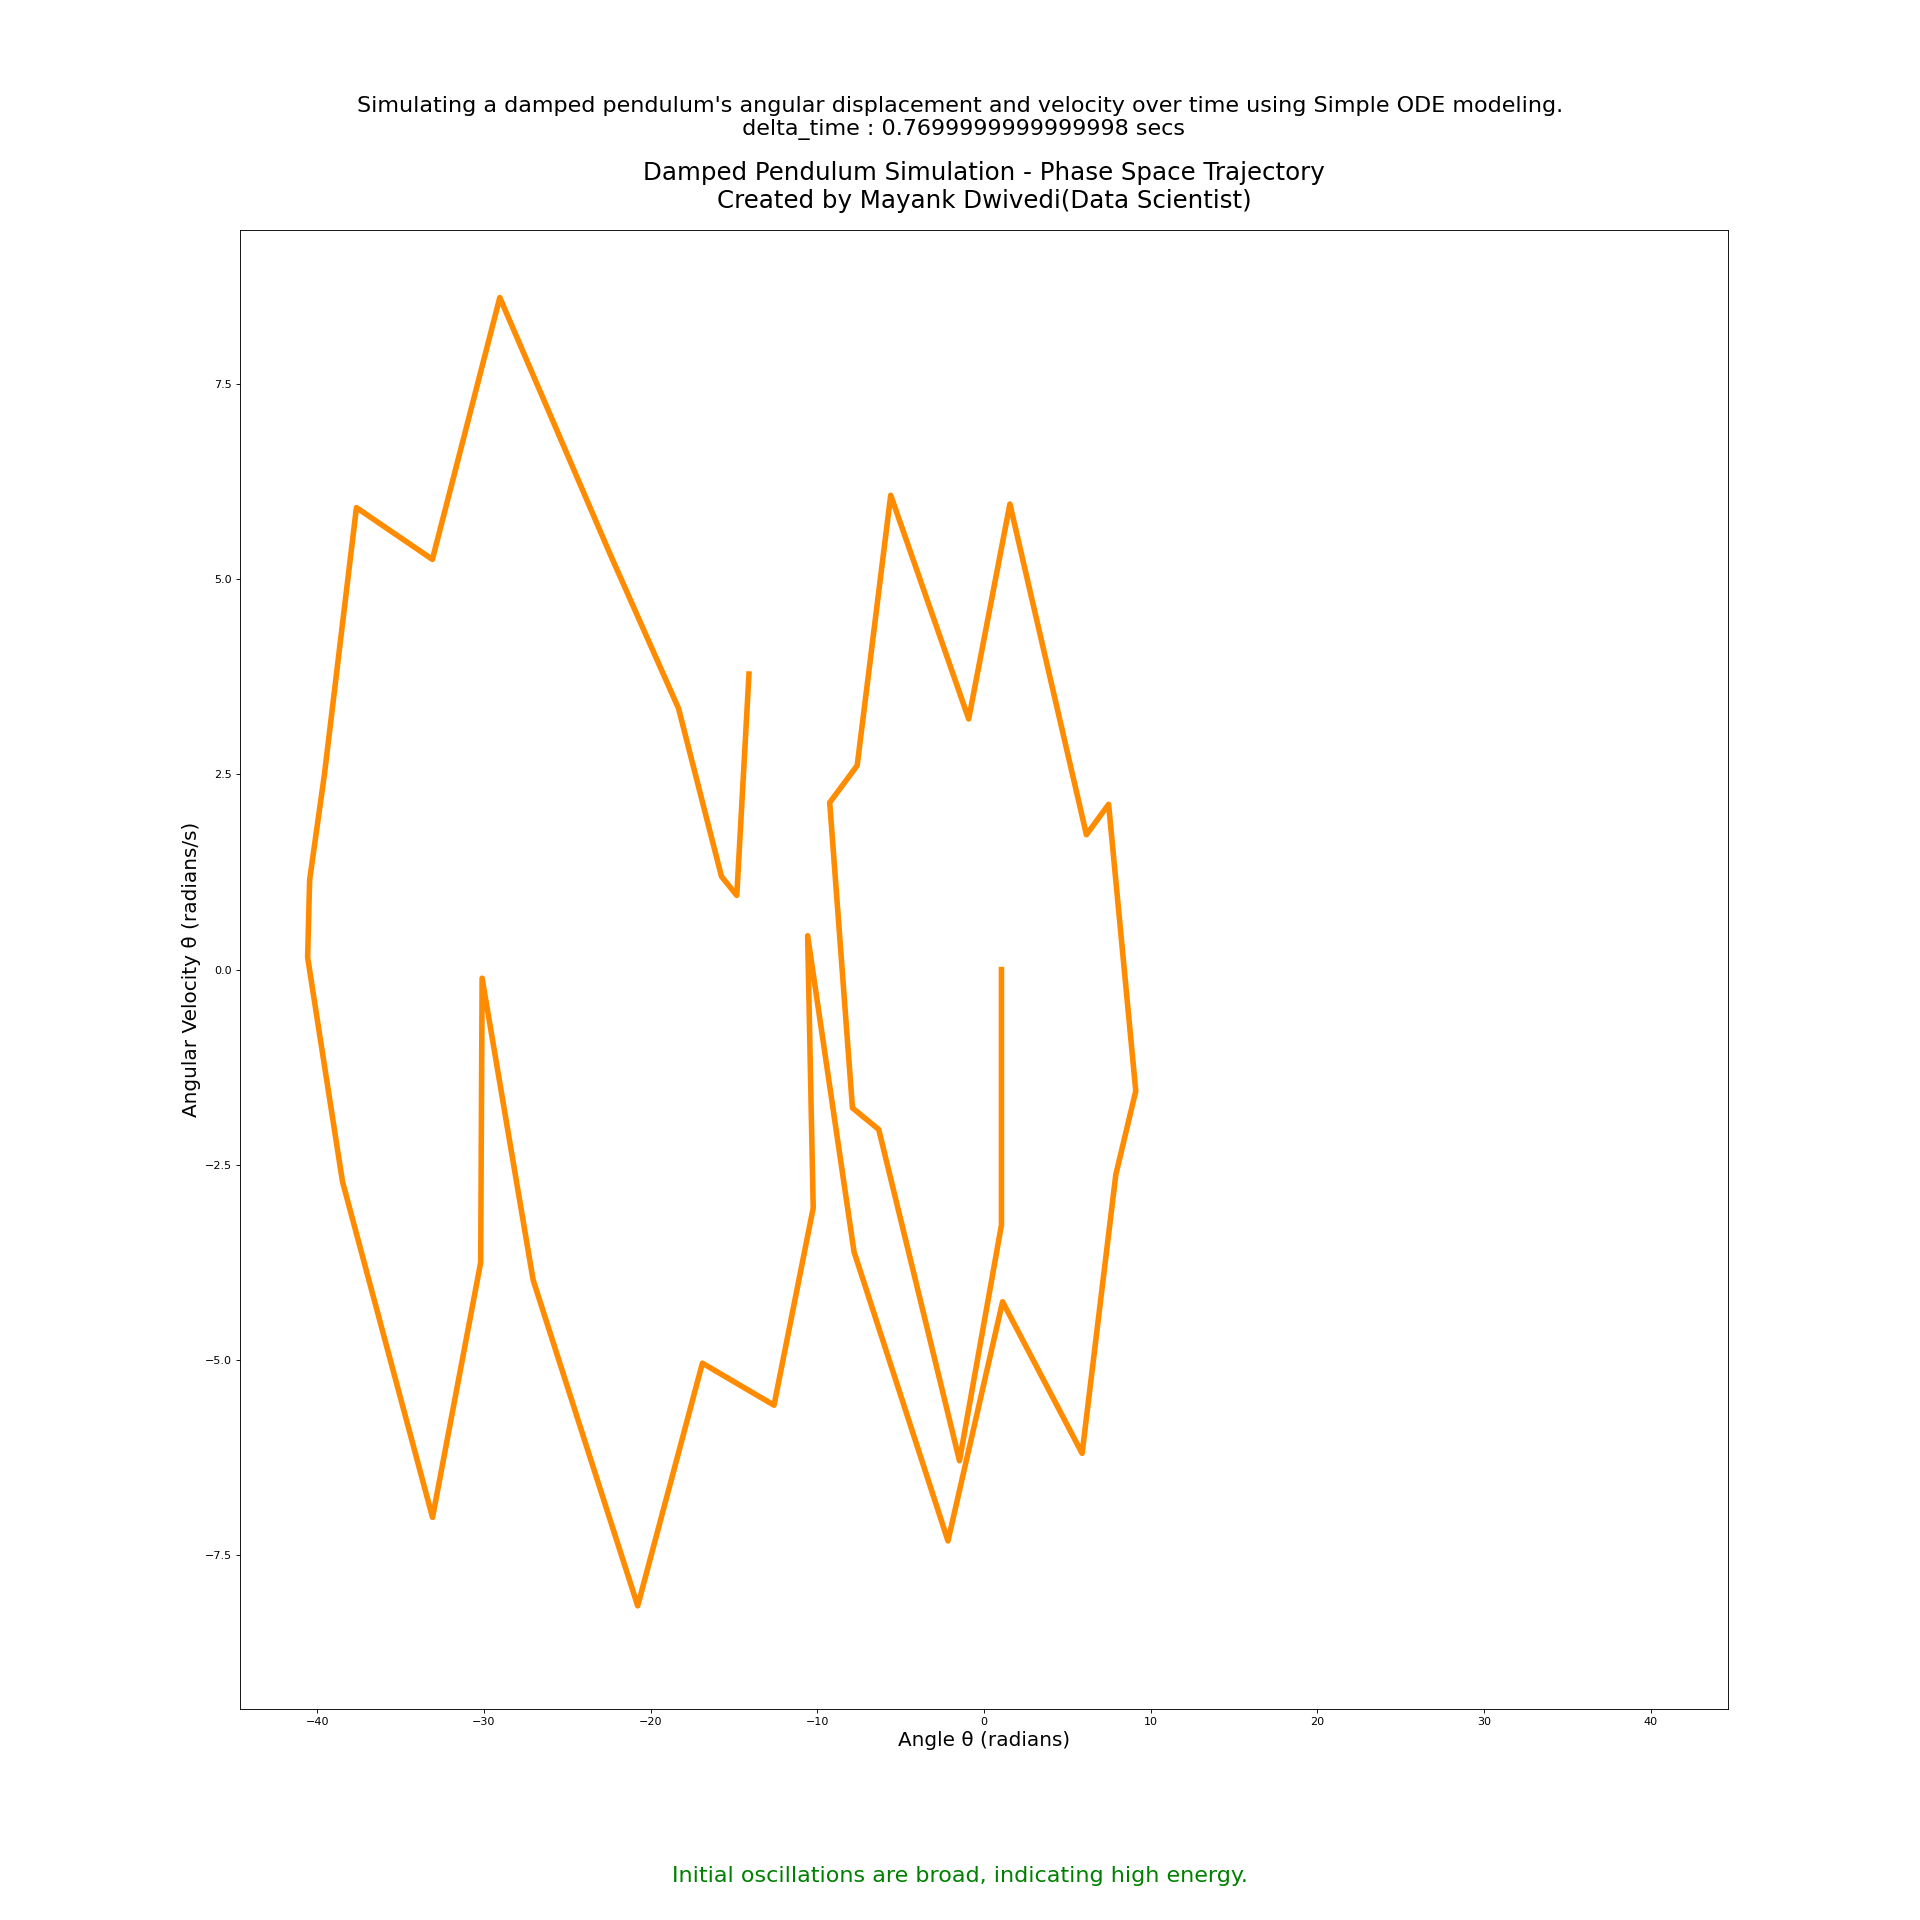 Simulating a damped pendulum's angular displacement and velocity over time using Simple ODE modeling.
delta_time : 0.7699999999999998 secs
Damped Pendulum Simulation - Phase Space Trajectory
Created by Mayank Dwivedi(Data Scientist)
7.5
5.0
2.5
0.0
−2.5
−5.0
−7.5
Angular Velocity θ (radians/s)
−40
−30
−20
−10
0
10
20
30
40
Angle θ (radians)
Initial oscillations are broad, indicating high energy.